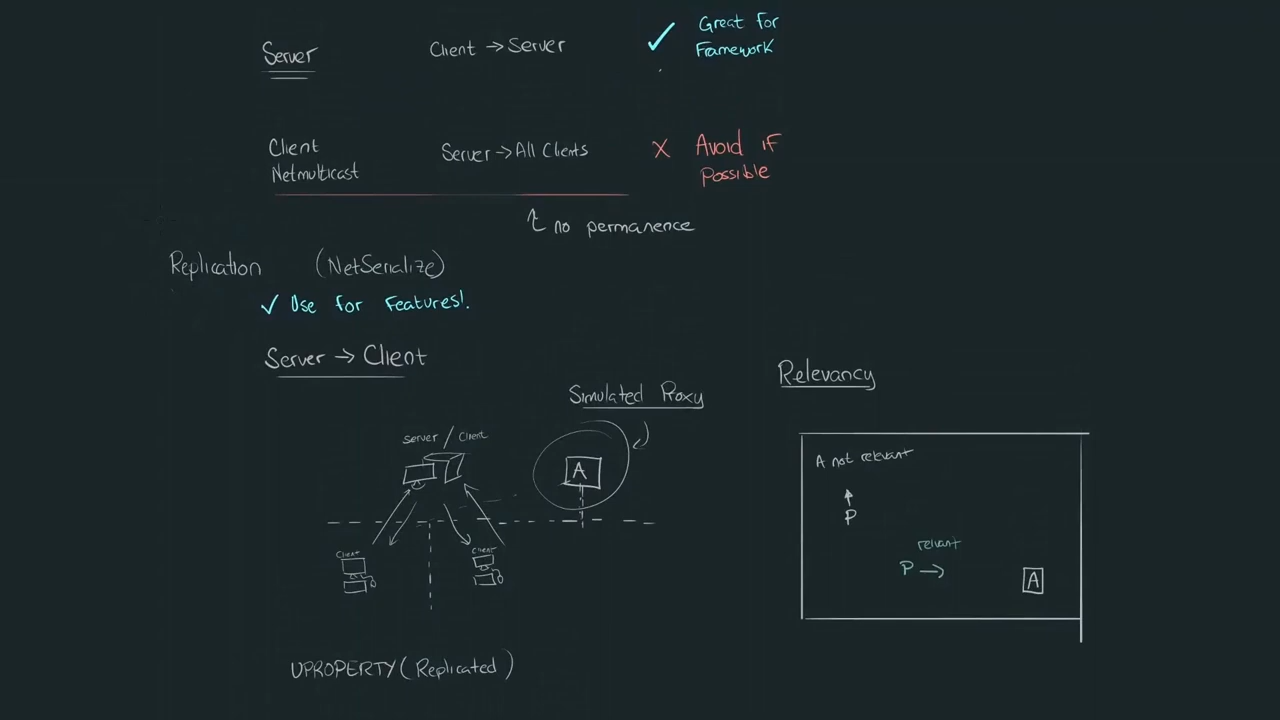 Server
Client → Server
✓ Great for
Framework
Client
Netmulticast
Server → All Clients
X Avoid if
Possible
↑ no permanence
Replication (NetSerialize)
✓ Use for Features!
Server → Client
Simulated Proxy
Server / Client
A
Client
Client
UPROPERTY(Replicated)
Relevancy
A not relevant
P
relvant
P →
A